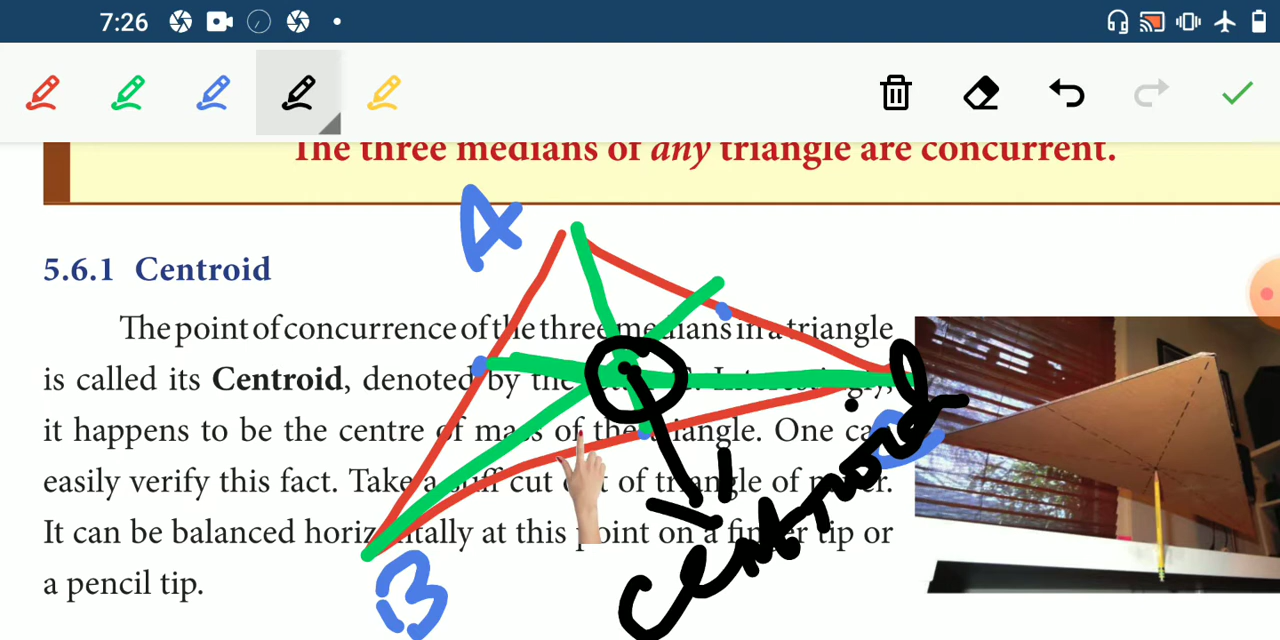 7:26
The three medians of any triangle are concurrent.
A
5.6.1 Centroid
The point of concurrence of the three medians in a triangle
is called its Centroid, denoted by the Interestingly,
it happens to be the centre of mass of the triangle. One can
easily verify this fact. Take a stiff cut out of triangle of paper.
It can be balanced horizontally at this point on a finger tip or
a pencil tip.
B
C
Centroid